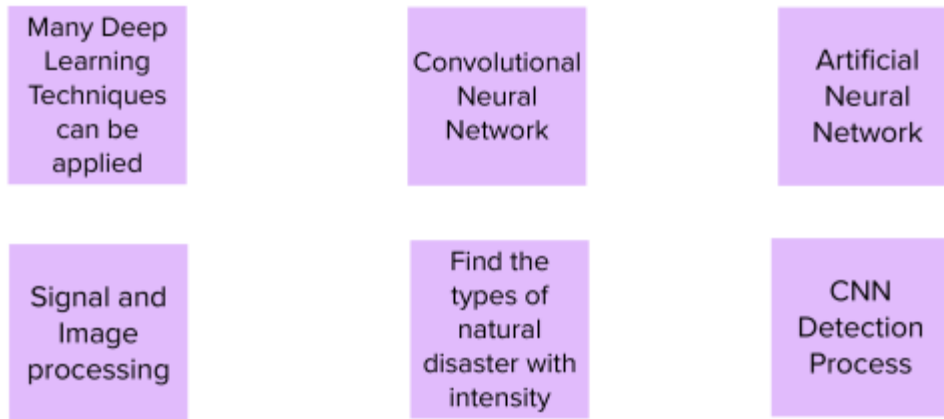 Many Deep
Learning
Techniques
can be
applied
Convolutional
Neural
Network
Artificial
Neural
Network
Signal and
Image
processing
Find the
types of
natural
disaster with
intensity
CNN
Detection
Process